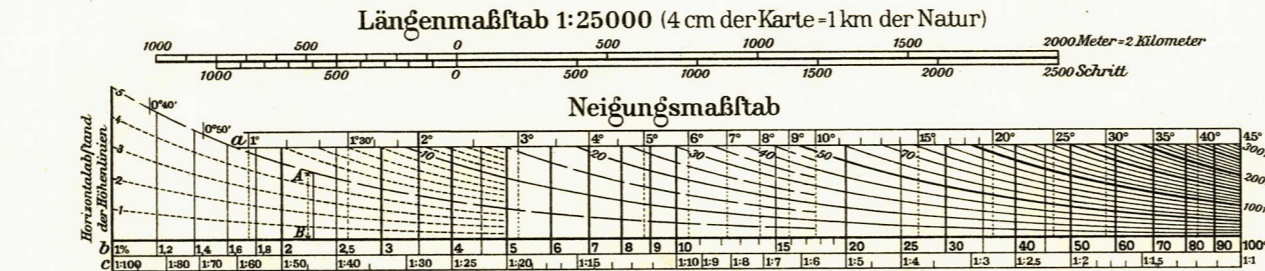 Längenmaßſtab 1:25000 (4 cm der Karte=1 km der Natur)
1000 500 0 500 1000 1500 2000 Meter=2 Kilometer
1000 500 0 500 1000 1500 2000 2500 Schritt
Neigungsmaßſtab
Horizontalabſtand
der Höhenlinien
5 0°40'
4 0°50' a 1° 1°30' 2° 3° 4° 5° 6° 7° 8° 9° 10° 15° 20° 25° 30° 35° 40° 45°
3 10 20 30 40 50 70 300
2 A 200
1 B 100
b 1% 1,2 1,4 1,6 1,8 2 2,5 3 4 5 6 7 8 9 10 15 20 25 30 40 50 60 70 80 90 100
c 1:100 1:80 1:70 1:60 1:50 1:40 1:30 1:25 1:20 1:15 1:10 1:9 1:8 1:7 1:6 1:5 1:4 1:3 1:2,5 1:2 1:1,5 1:1